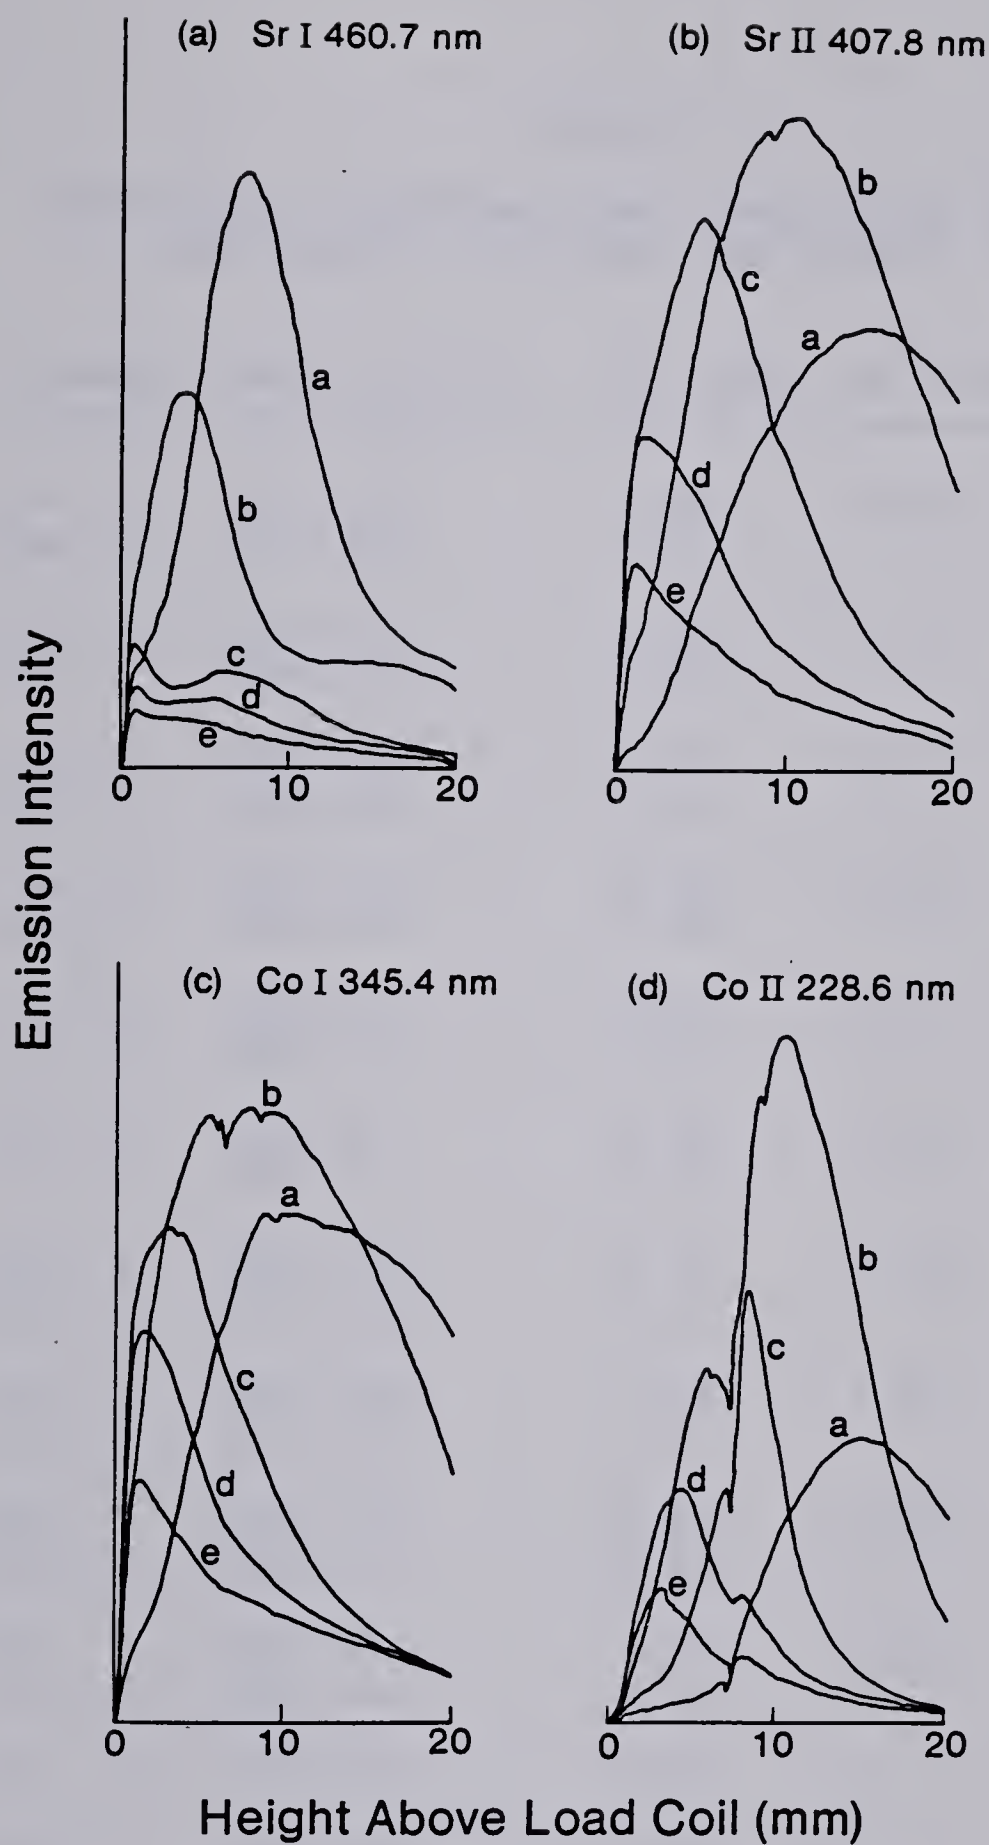 (a) Sr I 460.7 nm
a
b
c
d
e
0 10 20
(b) Sr II 407.8 nm
b
c
a
d
e
0 10 20
Emission Intensity
(c) Co I 345.4 nm
b
a
c
d
e
0 10 20
(d) Co II 228.6 nm
b
c
a
d
e
0 10 20
Height Above Load Coil (mm)